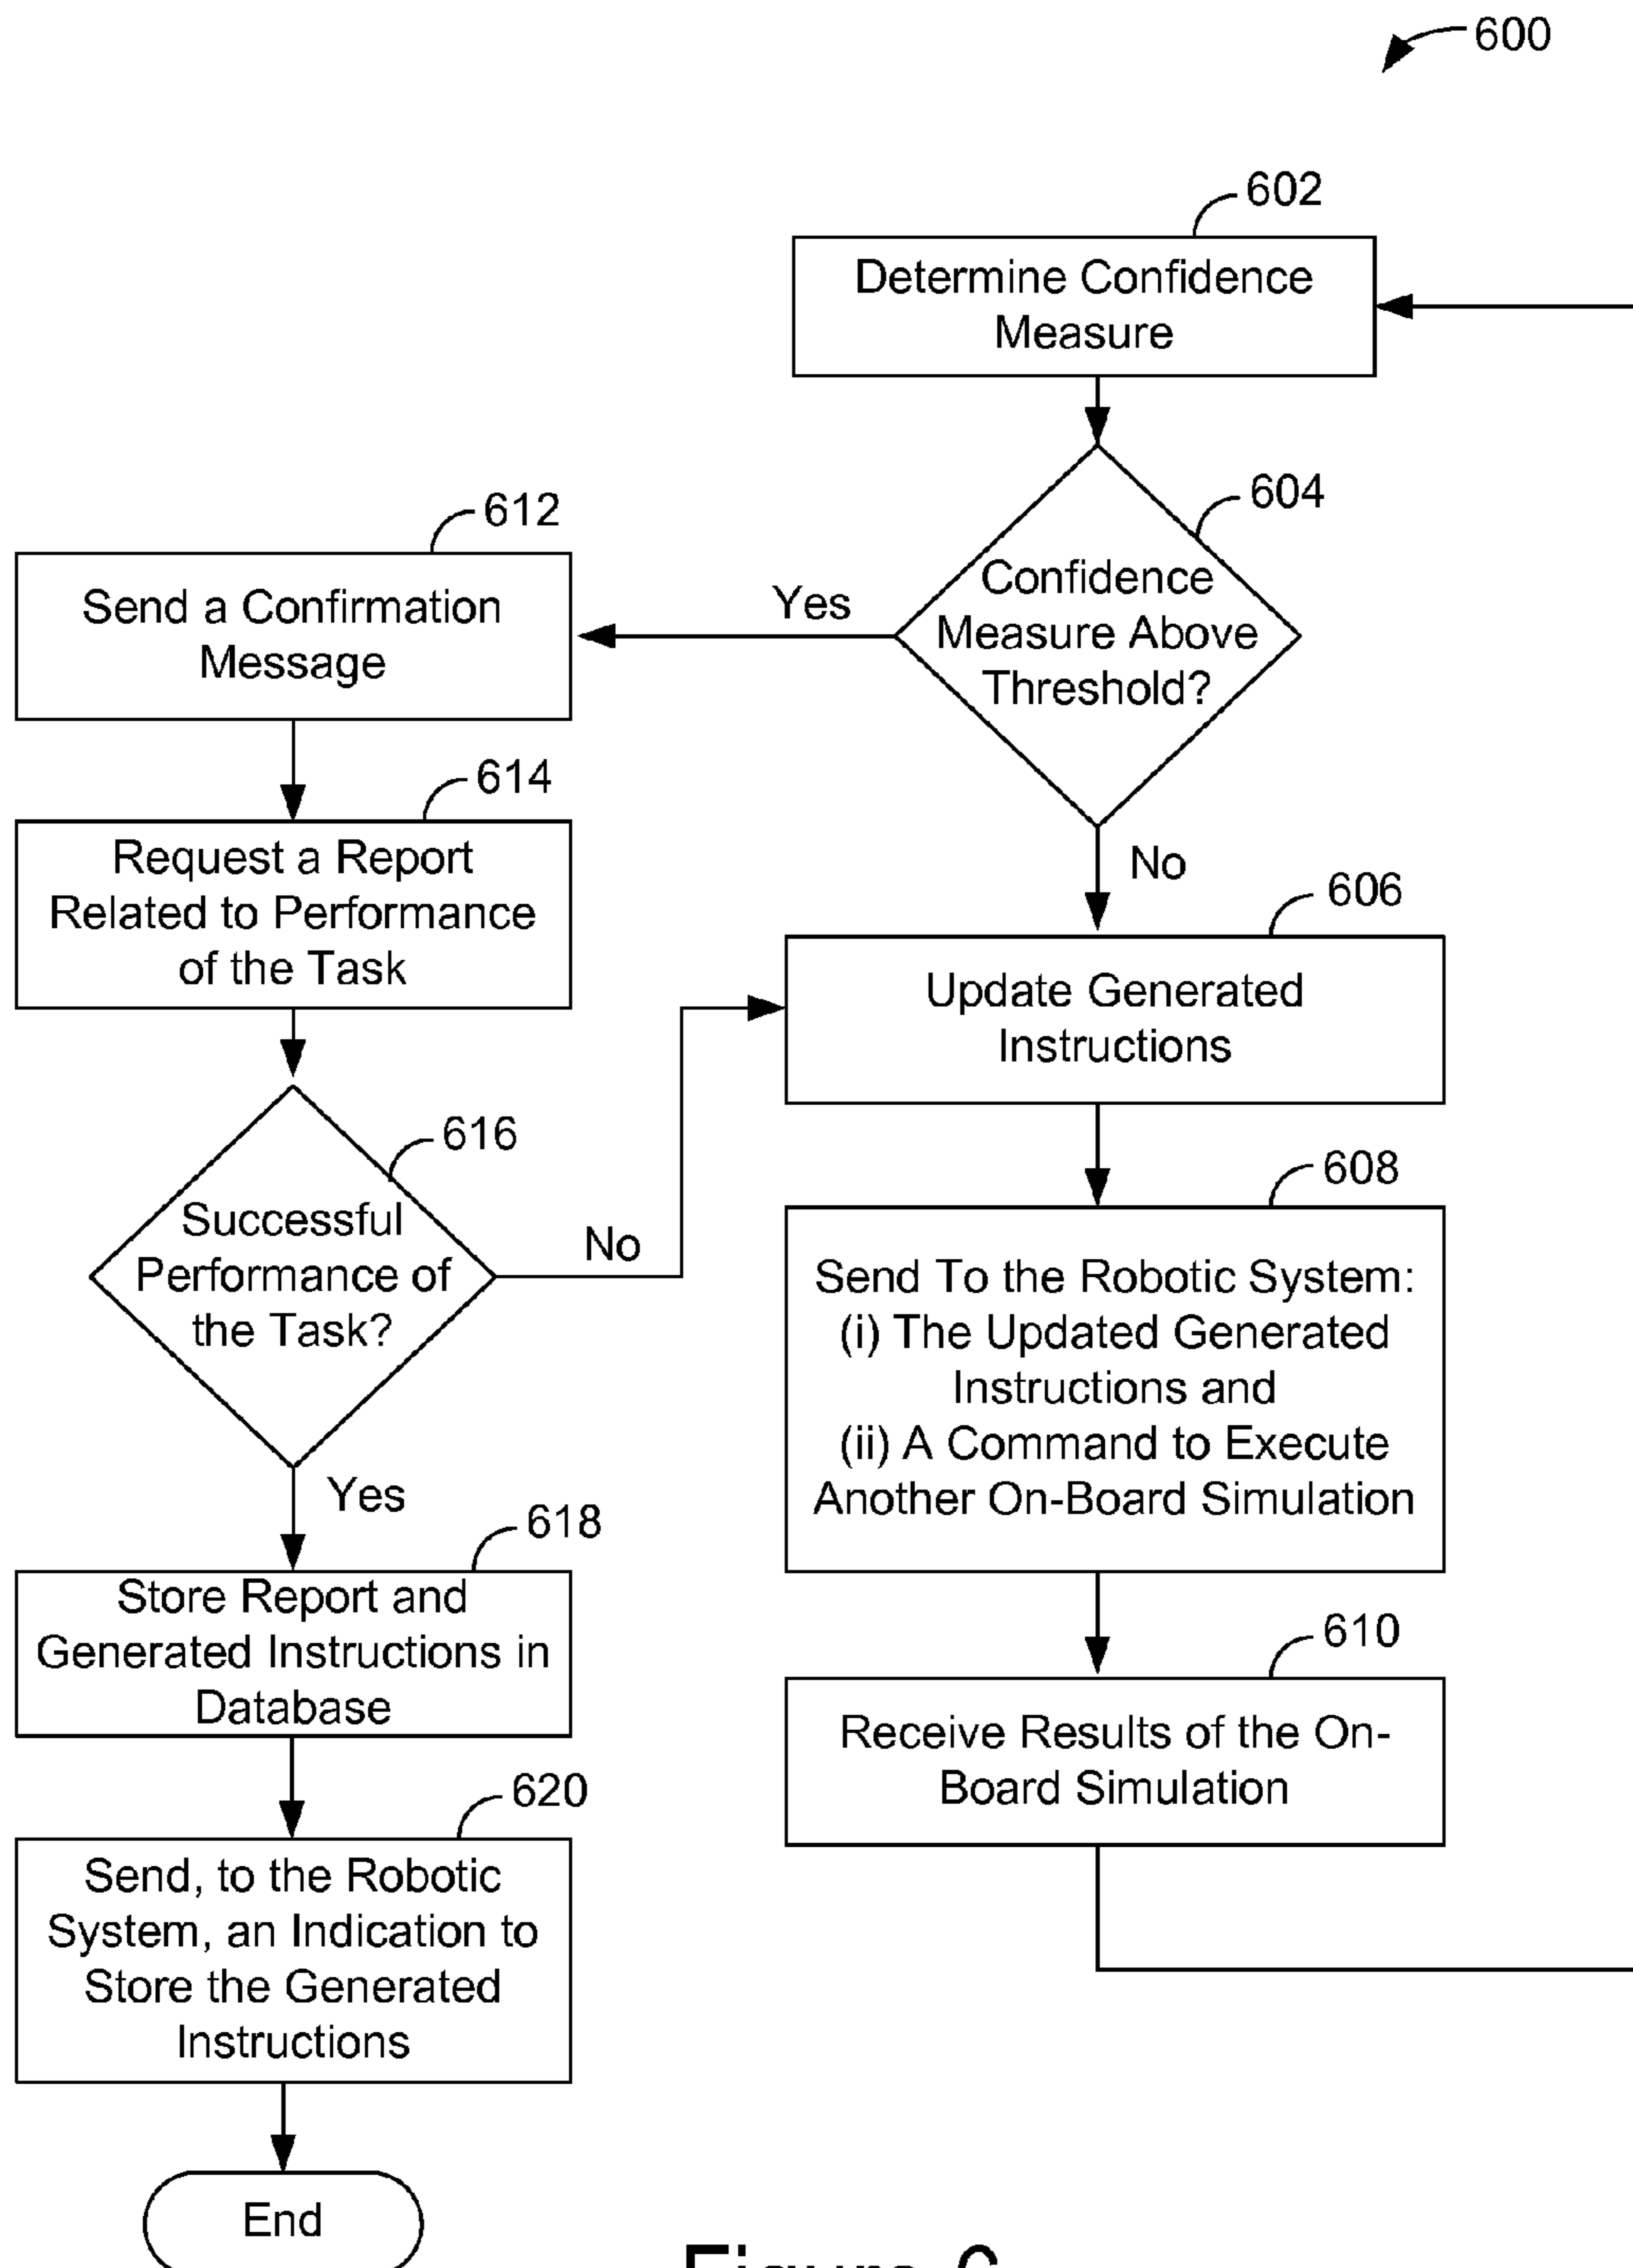 600
602
Determine Confidence
Measure
604
Confidence
Measure Above
Threshold?
Yes
No
612
Send a Confirmation
Message
614
Request a Report
Related to Performance
of the Task
616
Successful
Performance of
the Task?
No
Yes
606
Update Generated
Instructions
608
Send To the Robotic System:
(i) The Updated Generated
Instructions and
(ii) A Command to Execute
Another On-Board Simulation
610
Receive Results of the On-
Board Simulation
618
Store Report and
Generated Instructions in
Database
620
Send, to the Robotic
System, an Indication to
Store the Generated
Instructions
End